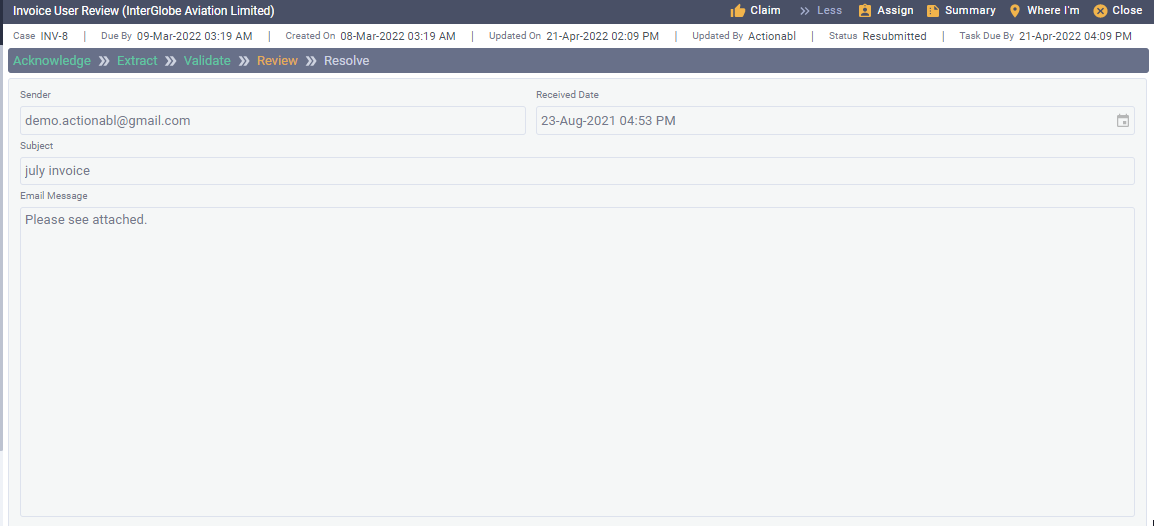 Invoice User Review (InterGlobe Aviation Limited) Claim Less Assign Summary Where I'm Close
Case INV-8 | Due By 09-Mar-2022 03:19 AM | Created On 08-Mar-2022 03:19 AM | Updated On 21-Apr-2022 02:09 PM | Updated By Actionabl | Status Resubmitted | Task Due By 21-Apr-2022 04:09 PM
Acknowledge Extract Validate Review Resolve
Sender Received Date
demo.actionabl@gmail.com 23-Aug-2021 04:53 PM
Subject
july invoice
Email Message
Please see attached.